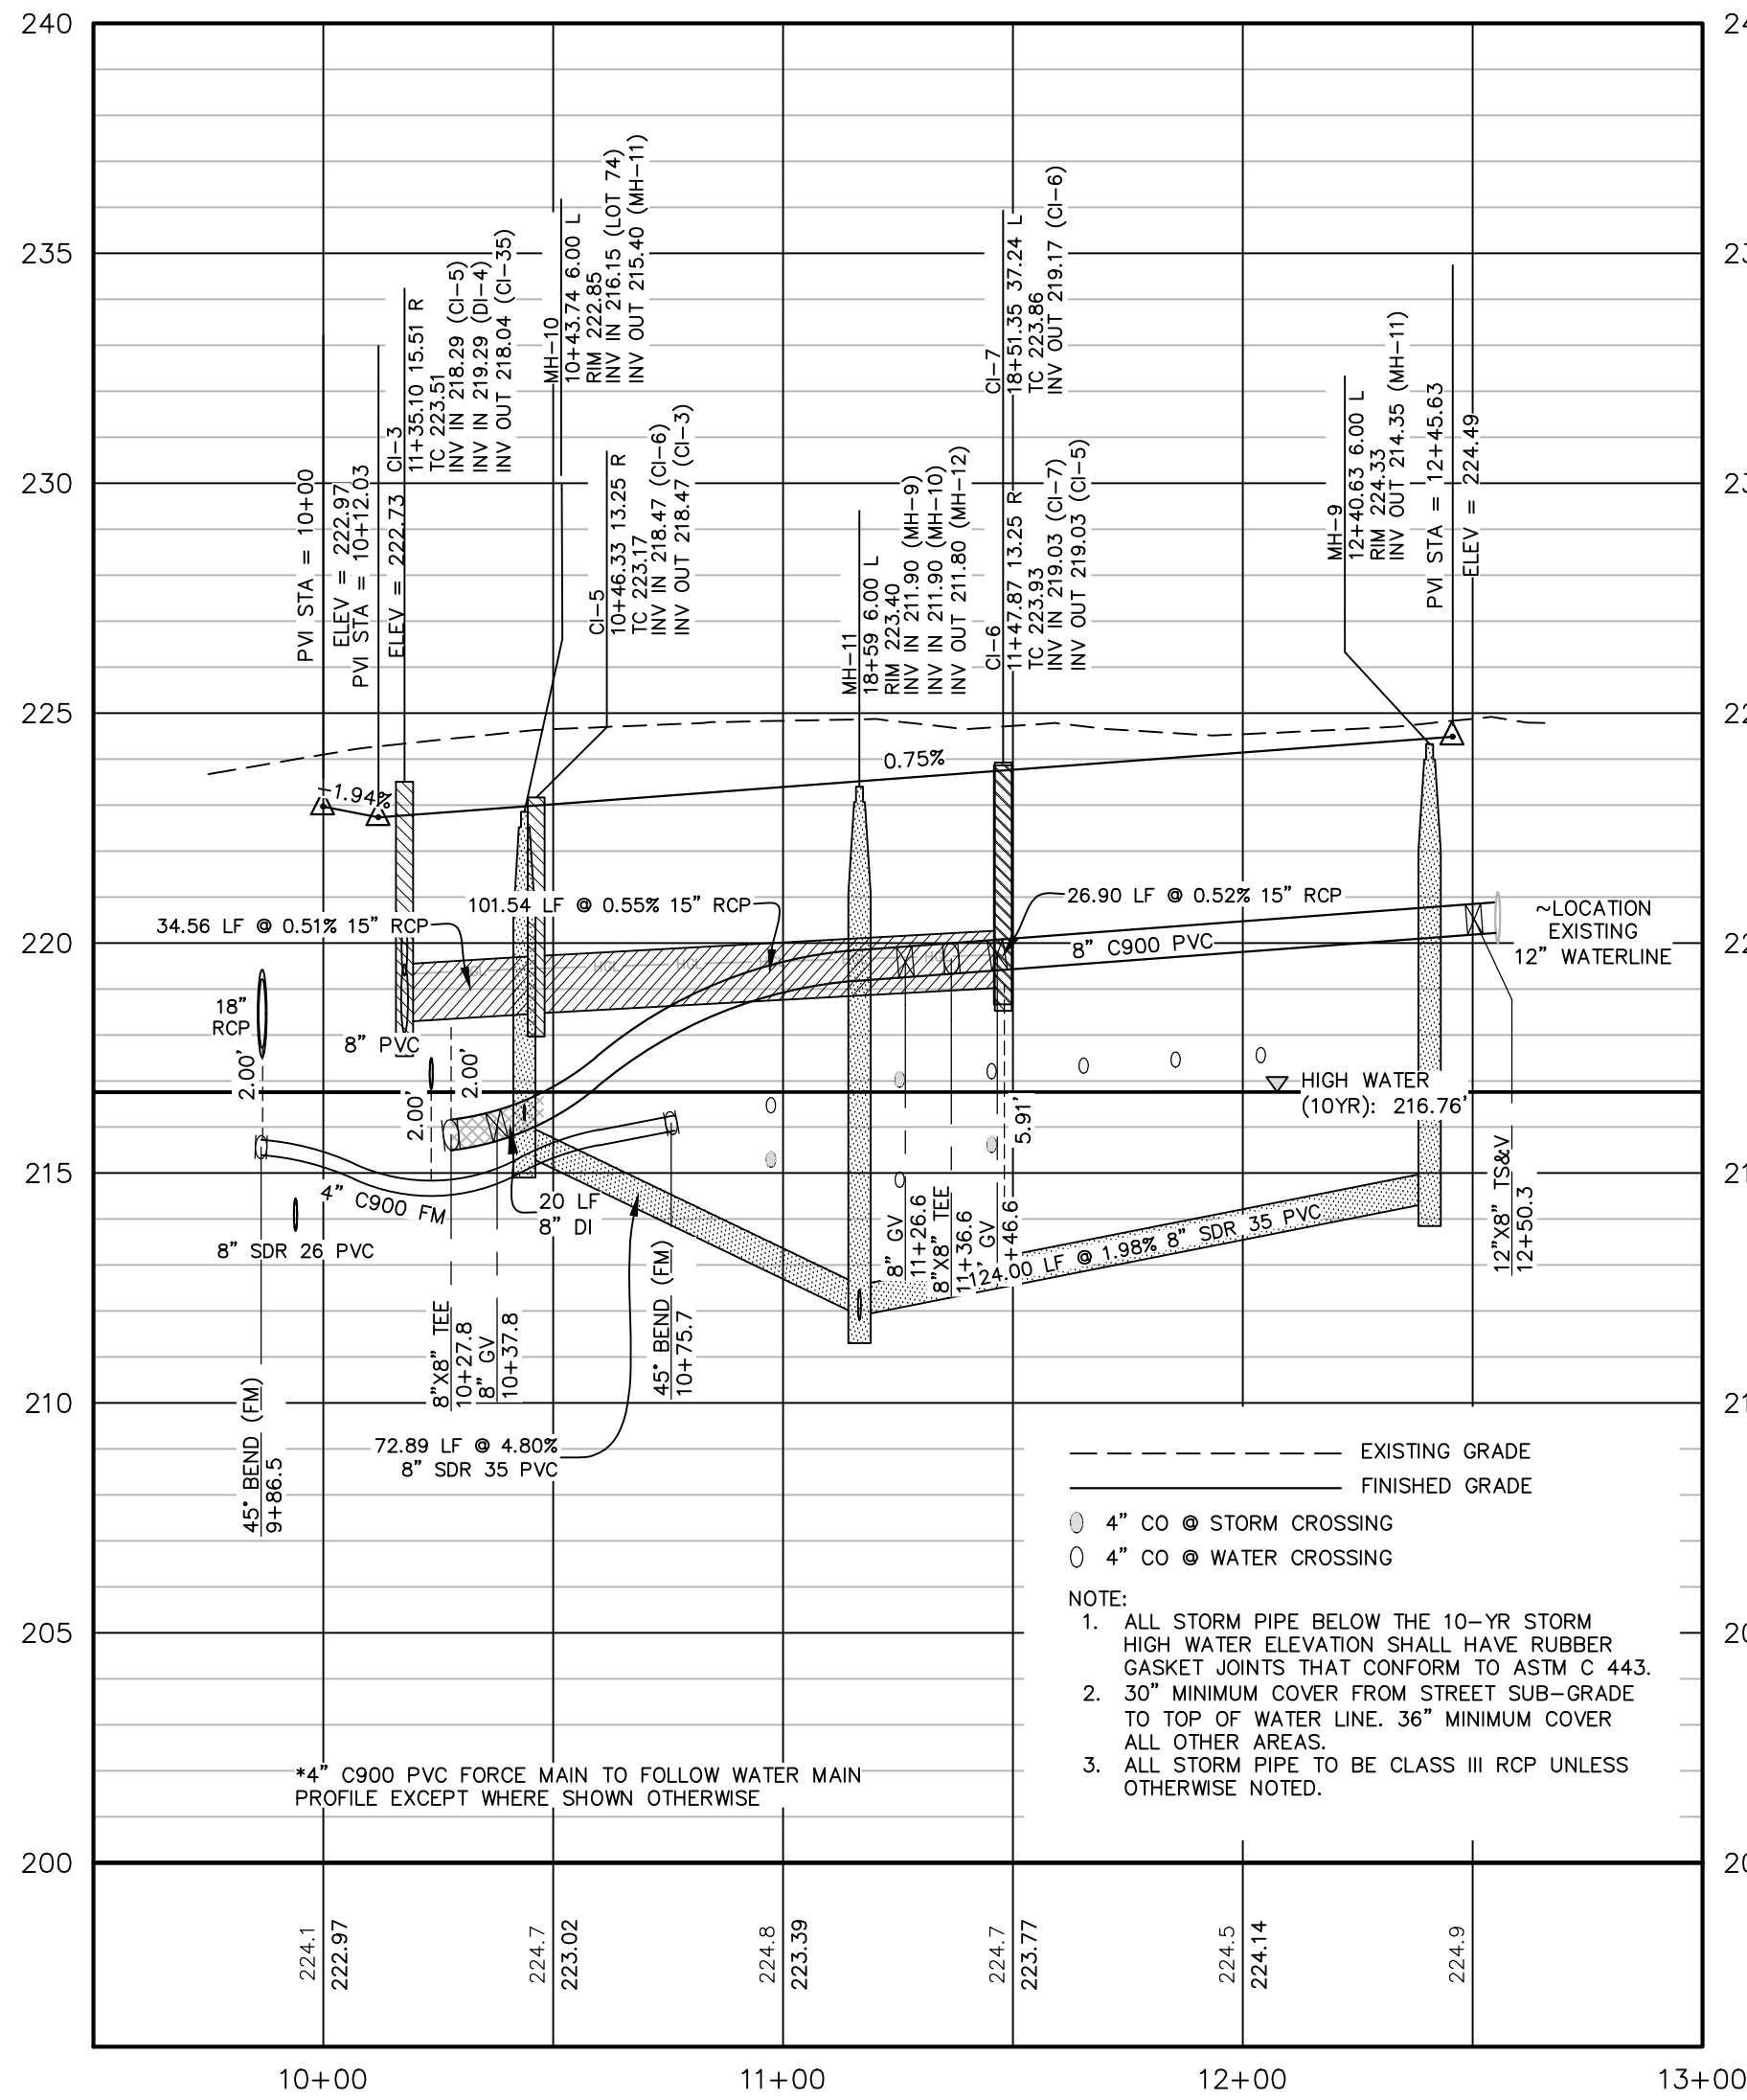 240
235
230
225
220
215
210
205
200
PVI STA = 10+00
ELEV = 222.97
PVI STA = 10+12.03
ELEV = 222.73
CI-3
11+35.10 15.51 R
TC 223.51
INV IN 218.29 (CI-5)
INV IN 219.29 (DI-4)
INV OUT 218.04 (CI-35)
MH-10
10+43.74 6.00 L
RIM 222.85
INV IN 216.15 (LOT 74)
INV OUT 215.40 (MH-11)
CI-5
10+46.33 13.25 R
TC 223.17
INV IN 218.47 (CI-6)
INV OUT 218.47 (CI-3)
MH-11
18+59 6.00 L
RIM 223.40
INV IN 211.90 (MH-9)
INV IN 211.90 (MH-10)
INV OUT 211.80 (MH-12)
CI-7
18+51.35 37.24 L
TC 223.86
INV OUT 219.17 (CI-6)
CI-6
11+47.87 13.25 R
TC 223.93
INV IN 219.03 (CI-7)
INV OUT 219.03 (CI-5)
MH-9
12+40.63 6.00 L
RIM 224.33
INV OUT 214.35 (MH-11)
PVI STA = 12+45.63
ELEV = 224.49
-1.94%
0.75%
34.56 LF @ 0.51% 15" RCP
101.54 LF @ 0.55% 15" RCP
26.90 LF @ 0.52% 15" RCP
8" C900 PVC
~LOCATION
EXISTING
12" WATERLINE
HGL HGL HGL
18"
RCP
8" PVC
2.00'
2.00'
2.00'
5.91'
HIGH WATER
(10YR): 216.76'
4" C900 FM
8" SDR 26 PVC
20 LF
8" DI
124.00 LF @ 1.98% 8" SDR 35 PVC
72.89 LF @ 4.80%
8" SDR 35 PVC
45° BEND (FM)
9+86.5
8"X8" TEE
10+27.8
8" GV
10+37.8
45° BEND (FM)
10+75.7
8" GV
11+26.6
8"X8" TEE
11+36.6
GV
+46.6
12"X8" TS&V
12+50.3
EXISTING GRADE
FINISHED GRADE
4" CO @ STORM CROSSING
4" CO @ WATER CROSSING
NOTE:
1. ALL STORM PIPE BELOW THE 10-YR STORM
HIGH WATER ELEVATION SHALL HAVE RUBBER
GASKET JOINTS THAT CONFORM TO ASTM C 443.
2. 30" MINIMUM COVER FROM STREET SUB-GRADE
TO TOP OF WATER LINE. 36" MINIMUM COVER
ALL OTHER AREAS.
3. ALL STORM PIPE TO BE CLASS III RCP UNLESS
OTHERWISE NOTED.
*4" C900 PVC FORCE MAIN TO FOLLOW WATER MAIN
PROFILE EXCEPT WHERE SHOWN OTHERWISE
224.1
222.97
224.7
223.02
224.8
223.39
224.7
223.77
224.5
224.14
224.9
10+00
11+00
12+00
13+00